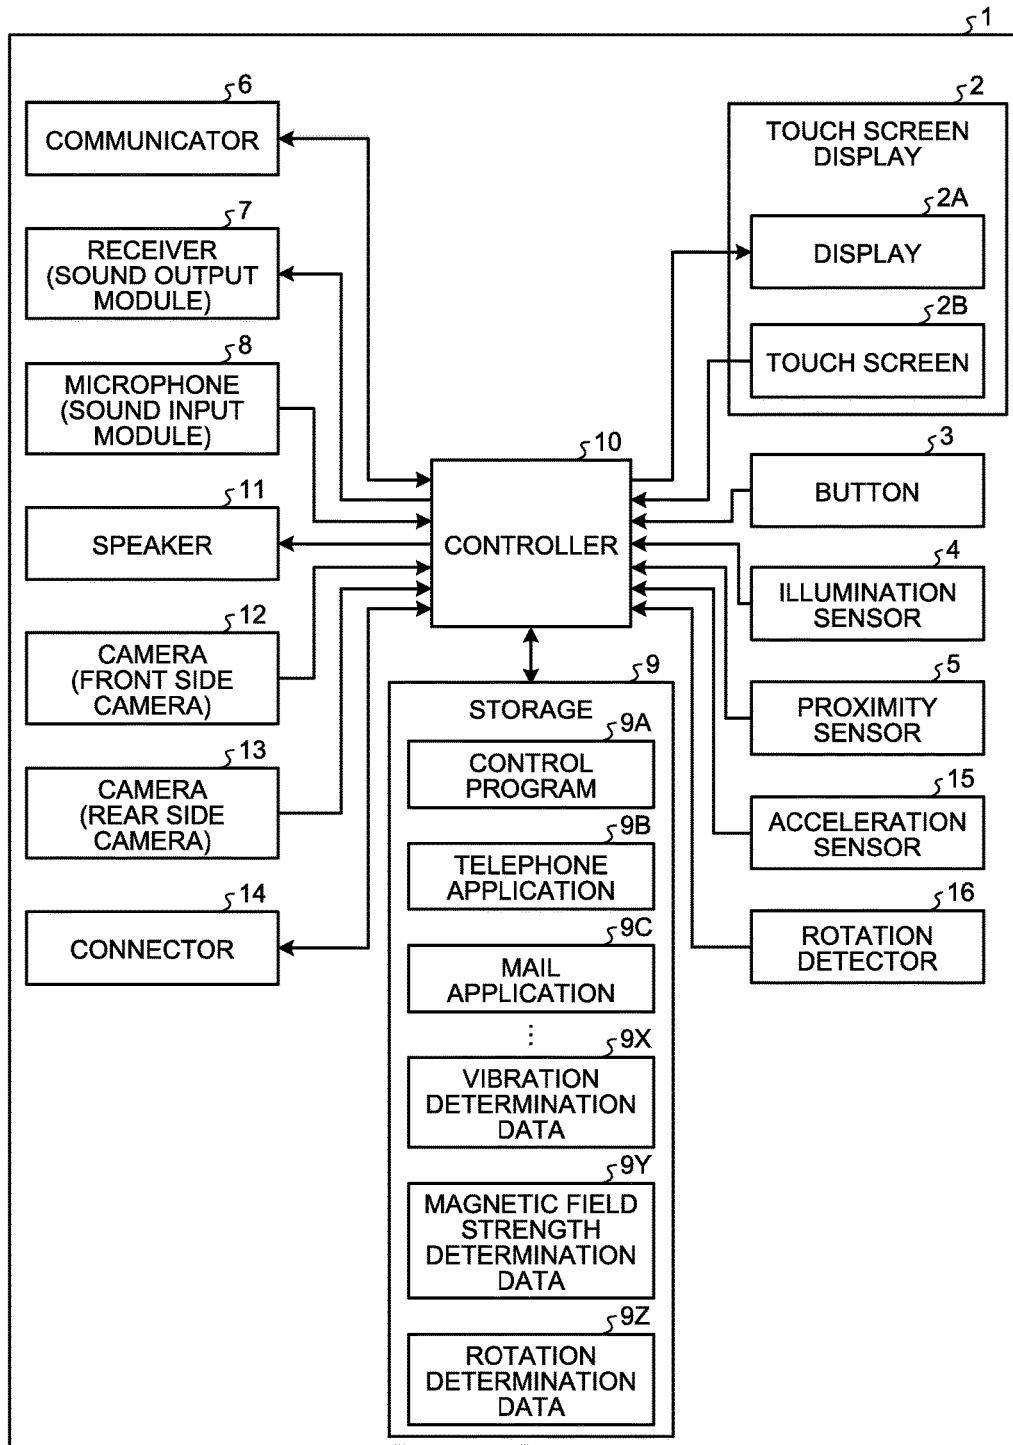 1
6
COMMUNICATOR
7
RECEIVER
(SOUND OUTPUT
MODULE)
8
MICROPHONE
(SOUND INPUT
MODULE)
11
SPEAKER
12
CAMERA
(FRONT SIDE
CAMERA)
13
CAMERA
(REAR SIDE
CAMERA)
14
CONNECTOR
10
CONTROLLER
9
STORAGE
9A
CONTROL
PROGRAM
9B
TELEPHONE
APPLICATION
9C
MAIL
APPLICATION
⋮
9X
VIBRATION
DETERMINATION
DATA
9Y
MAGNETIC FIELD
STRENGTH
DETERMINATION
DATA
9Z
ROTATION
DETERMINATION
DATA
2
TOUCH SCREEN
DISPLAY
2A
DISPLAY
2B
TOUCH SCREEN
3
BUTTON
4
ILLUMINATION
SENSOR
5
PROXIMITY
SENSOR
15
ACCELERATION
SENSOR
16
ROTATION
DETECTOR